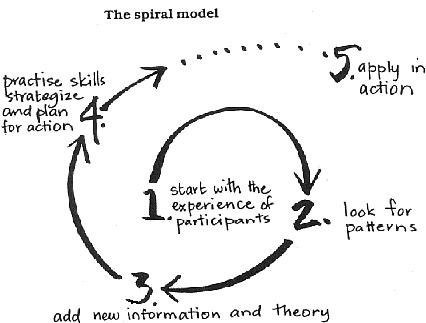 The spiral model
1. start with the
experience of
participants
2. look for
patterns
3.
add new information and theory
4. practise skills
strategize
and plan
for action
5. apply in
action